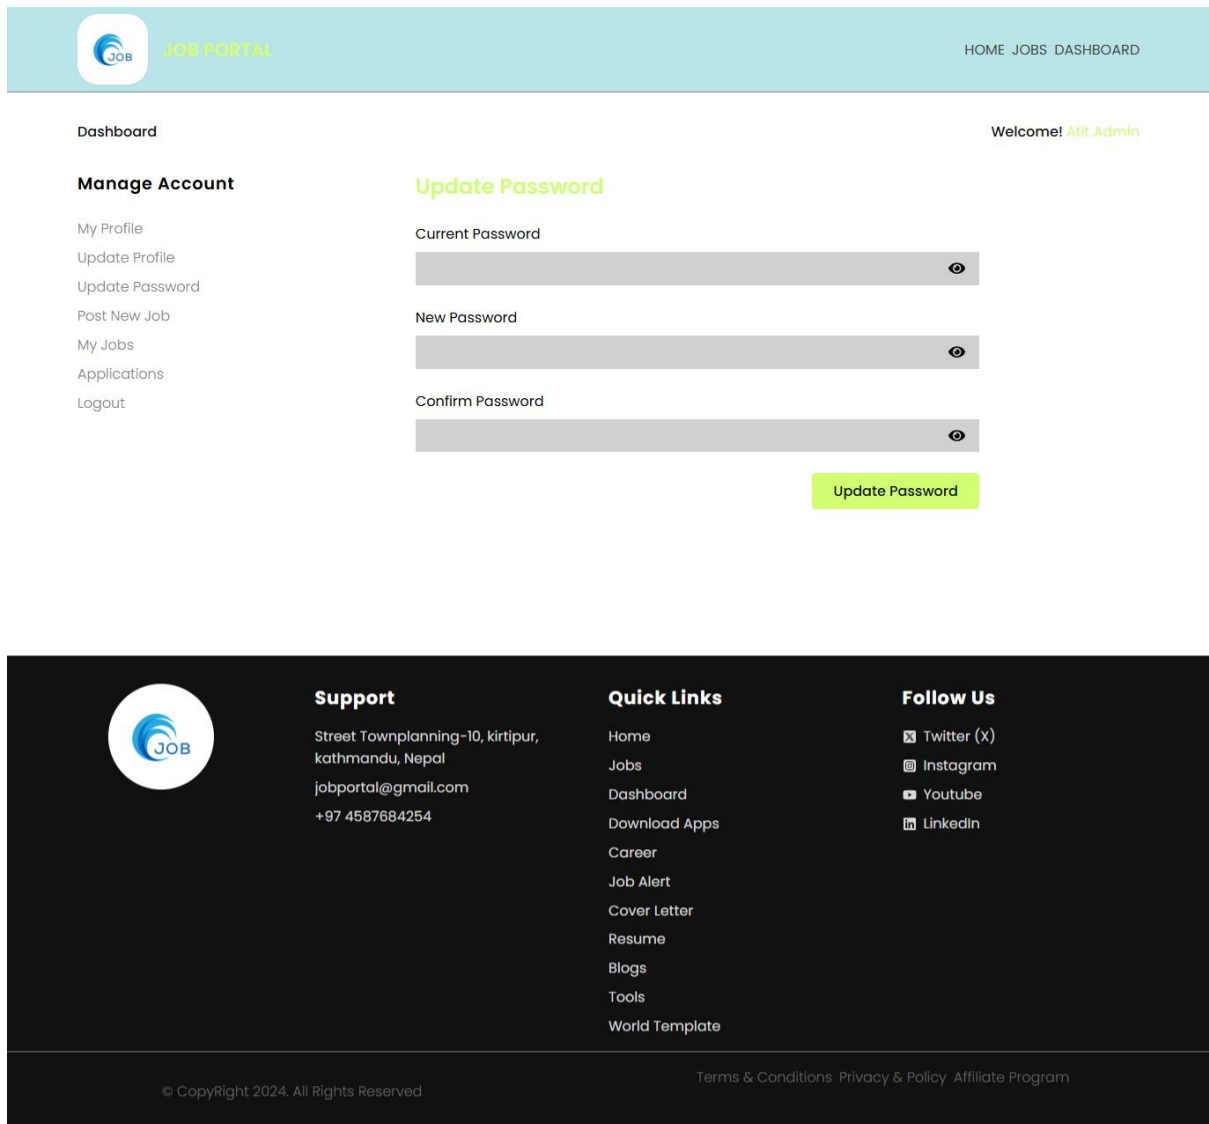 JOB
JOB PORTAL
HOME JOBS DASHBOARD
Dashboard
Welcome! Atit Admin
Manage Account
My Profile
Update Profile
Update Password
Post New Job
My Jobs
Applications
Logout
Update Password
Current Password
New Password
Confirm Password
Update Password
JOB
Support
Street Townplanning-10, kirtipur,
kathmandu, Nepal
jobportal@gmail.com
+97 4587684254
Quick Links
Home
Jobs
Dashboard
Download Apps
Career
Job Alert
Cover Letter
Resume
Blogs
Tools
World Template
Follow Us
Twitter (X)
Instagram
Youtube
LinkedIn
© CopyRight 2024. All Rights Reserved
Terms & Conditions Privacy & Policy Affiliate Program